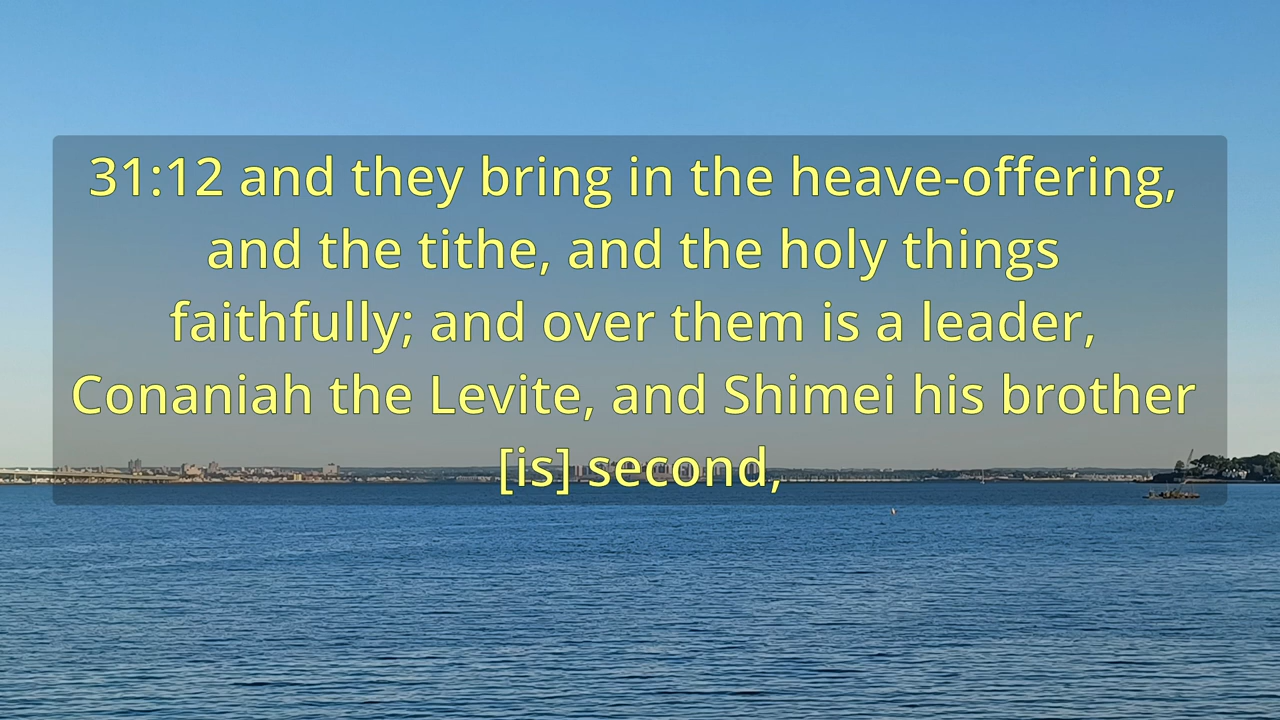 31:12 and they bring in the heave-offering,
and the tithe, and the holy things
faithfully; and over them is a leader,
Conaniah the Levite, and Shimei his brother
[is] second,